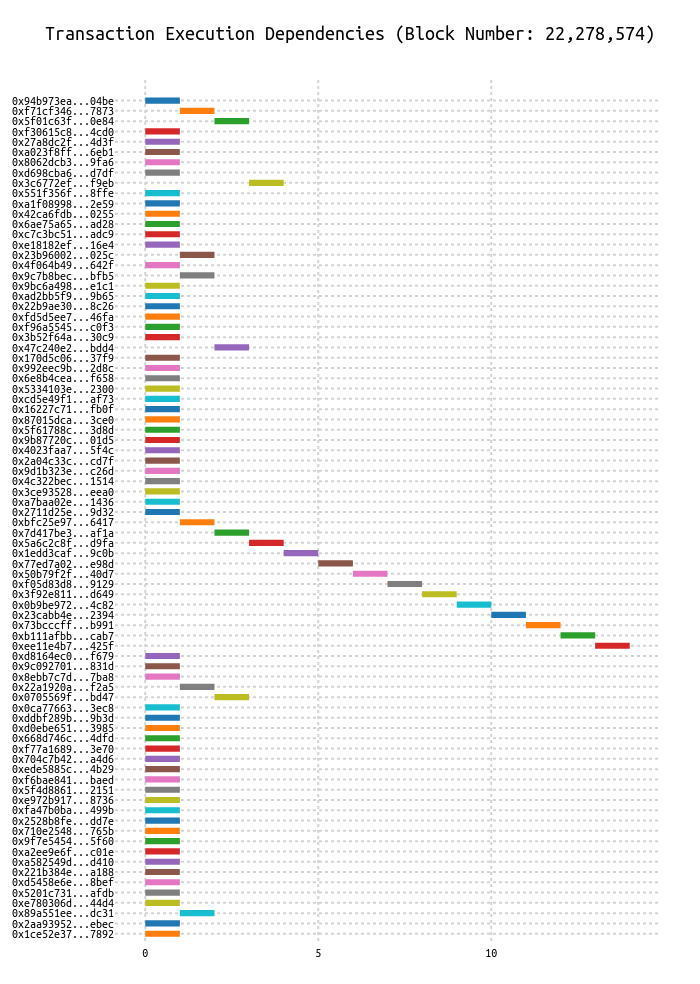 Transaction Execution Dependencies (Block Number: 22,278,574)
0x94b973ea...04be
0xf71cf346...7873
0x5f01c63f...0e84
0xf30615c8...4cd0
0x27a8dc2f...4d3f
0xa023f8ff...6eb1
0x8062dcb3...9fa6
0xd698cba6...d7df
0x3c6772ef...f9eb
0x551f356f...8ffe
0xa1f08998...2e59
0x42ca6fdb...0255
0x6ae75a65...ad28
0xc7c3bc51...adc9
0xe18182ef...16e4
0x23b96002...025c
0x4f064b49...642f
0x9c7b8bec...bfb5
0x9bc6a498...e1c1
0xad2bb5f9...9b65
0x22b9ae30...8c26
0xfd5d5ee7...46fa
0xf96a5545...c0f3
0x3b52f64a...30c9
0x47c240e2...bdd4
0x170d5c06...37f9
0x992eec9b...2d8c
0x6e8b4cea...f658
0x5334103e...2300
0xcd5e49f1...af73
0x16227c71...fb0f
0x87015dca...3ce0
0x5f61788c...3d8d
0x9b87720c...01d5
0x4023faa7...5f4c
0x2a04c33c...cd7f
0x9d1b323e...c26d
0x4c322bec...1514
0x3ce93528...eea0
0xa7baa02e...1436
0x2711d25e...9d32
0xbfc25e97...6417
0x7d417be3...af1a
0x5a6c2c8f...d9fa
0x1edd3caf...9c0b
0x77ed7a02...e98d
0x50b79f2f...40d7
0xf05d83d8...9129
0x3f92e811...d649
0x0b9be972...4c82
0x23cabb4e...2394
0x73bcccff...b991
0xb111afbb...cab7
0xee11e4b7...425f
0xd8164ec0...f679
0x9c092701...831d
0x8ebb7c7d...7ba8
0x22a1920a...f2a5
0x0705569f...bd47
0x0ca77663...3ec8
0xddbf289b...9b3d
0xd0ebe651...3985
0x668d746c...4dfd
0xf77a1689...3e70
0x704c7b42...a4d6
0xede5885c...4b29
0xf6bae841...baed
0x5f4d8861...2151
0xe972b917...8736
0xfa47b0ba...499b
0x2528b8fe...dd7e
0x710e2548...765b
0x9f7e5454...5f60
0xa2ee9e6f...c01e
0xa582549d...d410
0x221b384e...a188
0xd5458e6e...8bef
0x5201c731...afdb
0xe780306d...44d4
0x89a551ee...dc31
0x2aa93952...ebec
0x1ce52e37...7892
0 5 10